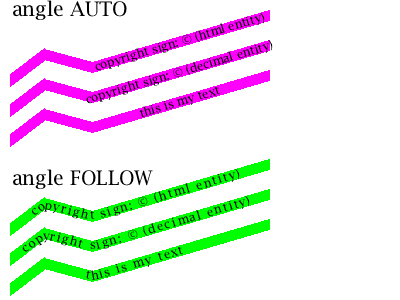 angle AUTO
copyright sign: © (html entity)
copyright sign: © (decimal entity)
this is my text
angle FOLLOW
copyright sign: © (html entity)
copyright sign: © (decimal entity)
this is my text